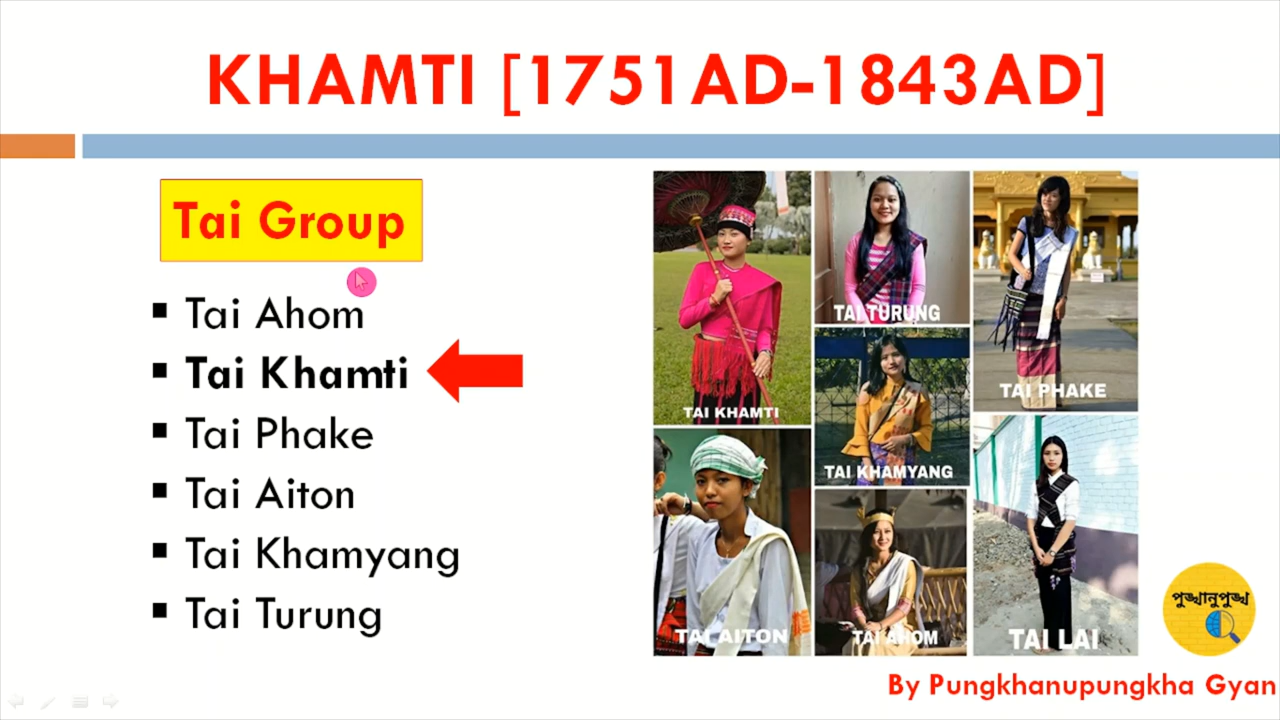 KHAMTI [1751AD-1843AD]
Tai Group
Tai Ahom
Tai Khamti
Tai Phake
Tai Aiton
Tai Khamyang
Tai Turung
TAI KHAMTI
TAI TURUNG
TAI PHAKE
TAI KHAMYANG
TAI AITON
TAI AHOM
TAI LAI
পুঙ্খানুপুঙ্খ
By Pungkhanupungkha Gyan